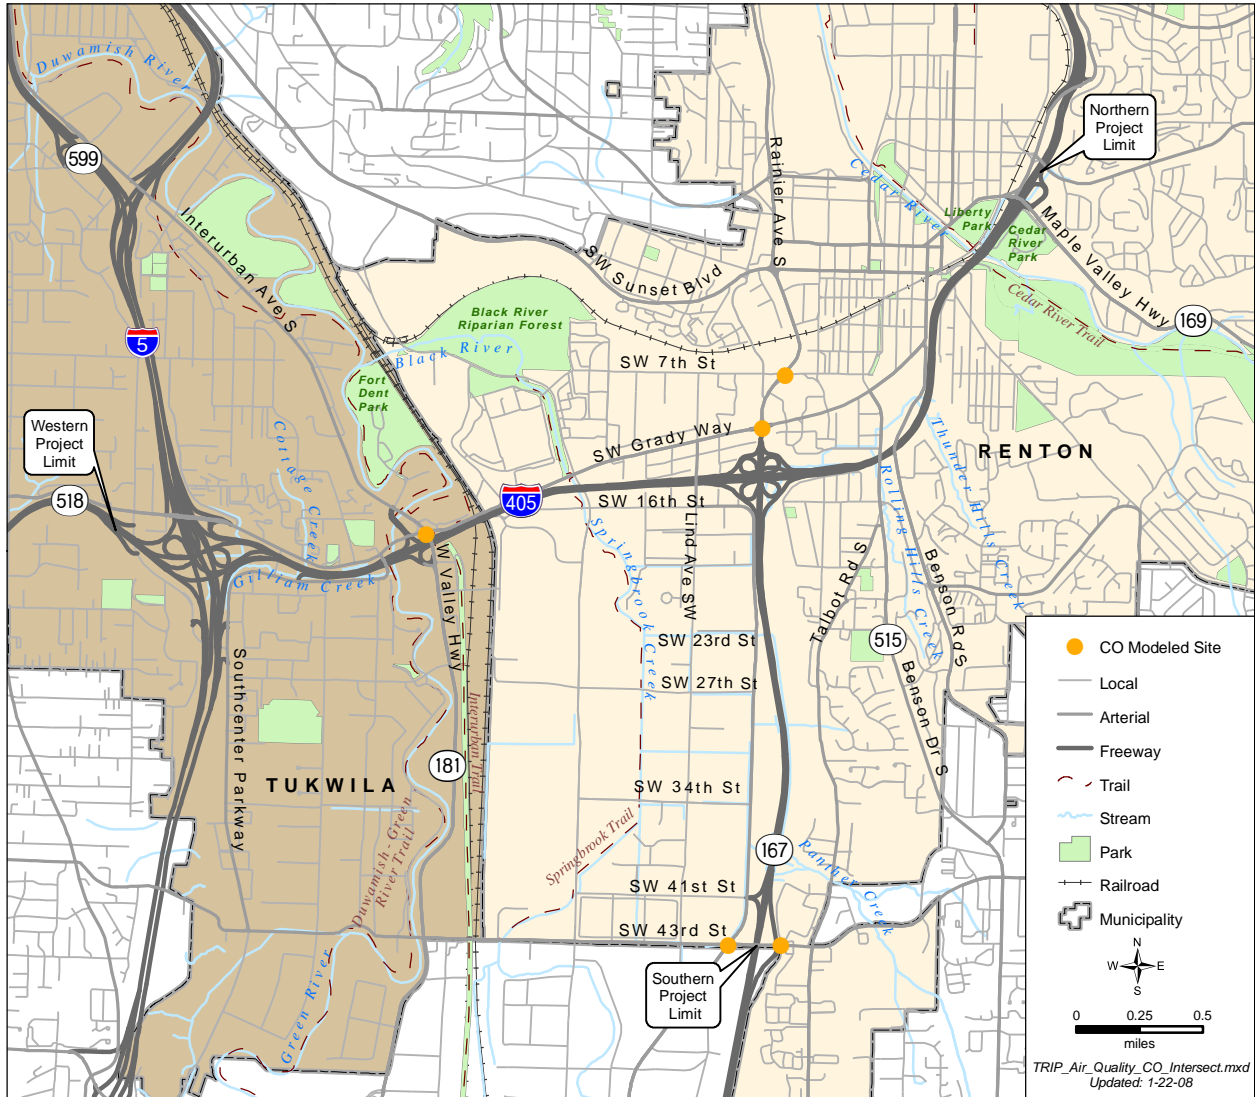 Duwamish River
599
Interurban Ave S
5
Western
Project
Limit
518
Cottage Creek
Gilliam Creek
Fort
Dent
Park
Black River
Black River
Riparian Forest
SW Sunset Blvd
Rainier Ave S
Cedar River
Liberty
Park
Cedar
River
Park
Northern
Project
Limit
Maple Valley Hwy
169
Cedar River Trail
SW 7th St
SW Grady Way
405
SW 16th St
Lind Ave SW
Springbrook Creek
RENTON
Thunder Hills Creek
Rolling Hills Creek
Talbot Rd S
Benson Rd S
515
Benson Dr S
W Valley Hwy
SW 23rd St
SW 27th St
Southcenter Parkway
TUKWILA
181
Interurban Trail
SW 34th St
Duwamish-Green
River Trail
Springbrook Trail
167
Panther Creek
SW 41st St
SW 43rd St
Green River
Southern
Project
Limit
CO Modeled Site
Local
Arterial
Freeway
Trail
Stream
Park
Railroad
Municipality
N
W E
S
0 0.25 0.5
miles
TRIP_Air_Quality_CO_Intersect.mxd
Updated: 1-22-08